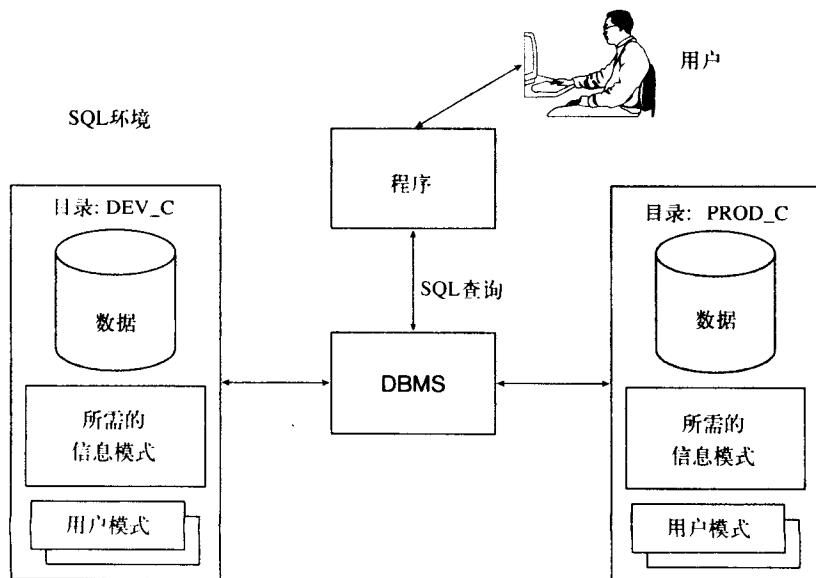 用户
SQL环境
程序
目录: DEV_C
目录: PROD_C
数据
SQL查询
数据
DBMS
所需的
信息模式
所需的
信息模式
用户模式
用户模式